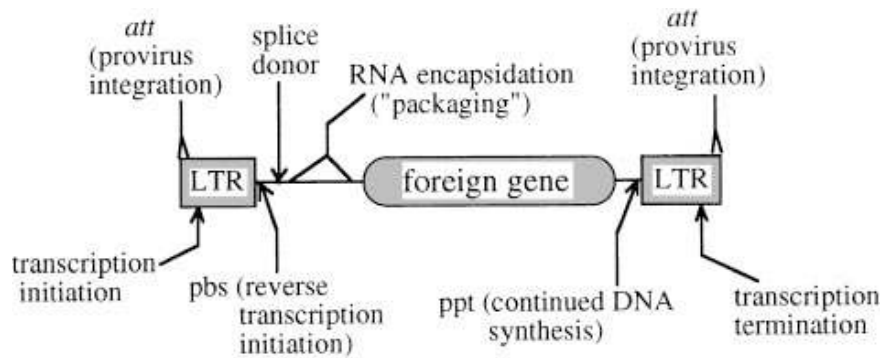 att
(provirus
integration)
splice
donor
RNA encapsidation
("packaging")
att
(provirus
integration)
LTR
foreign gene
LTR
transcription
initiation
pbs (reverse
transcription
initiation)
ppt (continued DNA
synthesis)
transcription
termination